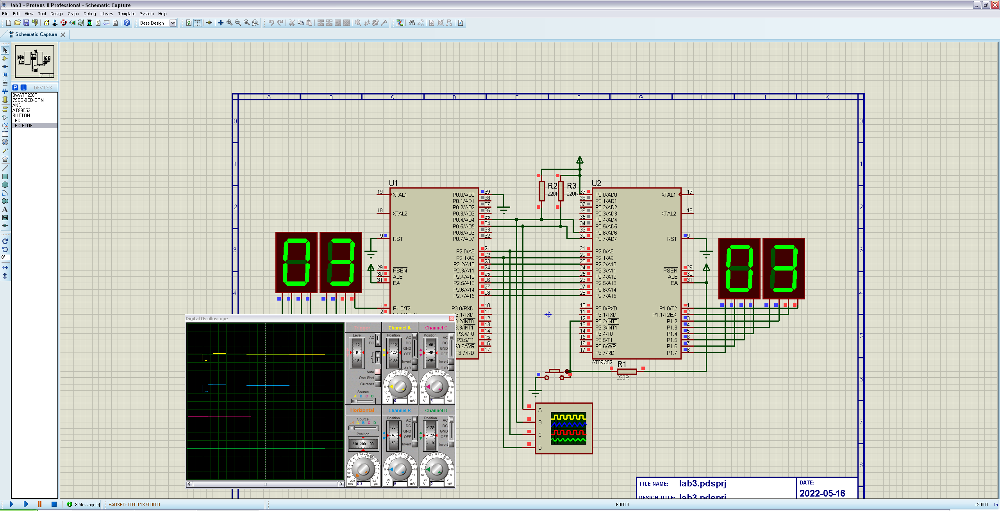 lab3 - Proteus 8 Professional - Schematic Capture
File Edit View Tool Design Graph Debug Library Template System Help
Base Design
Schematic Capture
P L DEVICES
3WATT220R
7SEG-BCD-GRN
AND
AT89C52
BUTTON
LED
LED-BLUE
LBL
A
S
0°
A B C D E F G H J K
0 0
1 1
2 2
3 3
4 4
5
6
7
8
U1
19 XTAL1
18 XTAL2
9 RST
29 PSEN
30 ALE
31 EA
1 P1.0/T2
2
P0.0/AD0 39
P0.1/AD1 38
P0.2/AD2 37
P0.3/AD3 36
P0.4/AD4 35
P0.5/AD5 34
P0.6/AD6 33
P0.7/AD7 32
P2.0/A8 21
P2.1/A9 22
P2.2/A10 23
P2.3/A11 24
P2.4/A12 25
P2.5/A13 26
P2.6/A14 27
P2.7/A15 28
P3.0/RXD 10
P3.1/TXD 11
P3.2/INT0 12
P3.3/INT1 13
P3.4/T0 14
P3.5/T1 15
P3.6/WR 16
P3.7/RD 17
R2
220R
R3
220R
U2
39 P0.0/AD0
38 P0.1/AD1
37 P0.2/AD2
36 P0.3/AD3
35 P0.4/AD4
34 P0.5/AD5
33 P0.6/AD6
32 P0.7/AD7
21 P2.0/A8
22 P2.1/A9
23 P2.2/A10
24 P2.3/A11
25 P2.4/A12
26 P2.5/A13
27 P2.6/A14
28 P2.7/A15
10 P3.0/RXD
11 P3.1/TXD
12 P3.2/INT0
13 P3.3/INT1
14 P3.4/T0
15 P3.5/T1
16 P3.6/WR
17 P3.7/RD
XTAL1 19
XTAL2 18
RST 9
PSEN 29
ALE 30
EA 31
P1.0/T2 1
P1.1/T2EX 2
P1.2 3
P1.3 4
P1.4 5
P1.5 6
P1.6 7
P1.7 8
AT89C52
03
03
R1
220R
A
B
C
D
Digital Oscilloscope
Trigger
Level
AC
DC
-10
0
10
Auto
One-Shot
Cursors
Source
A B C D
Horizontal
Source
A B C D
Position
210 200 190
ms 0.2 µs
Channel A
Position
AC
DC
GND
OFF
110
120
130
Invert
A+B
V 5 mV
Channel C
Position
AC
DC
GND
OFF
-50
-40
-30
Invert
C+D
V 5 mV
Channel B
Position
AC
DC
GND
OFF
30
40
50
Invert
V 5 mV
Channel D
Position
AC
DC
GND
OFF
-130
-120
-110
Invert
V 5 mV
FILE NAME: lab3.pdsprj
DESIGN TITLE: lab3.pdsprj
DATE:
2022-05-16
8 Message(s) PAUSED: 00:00:13.500000 -6000.0 +200.0 th